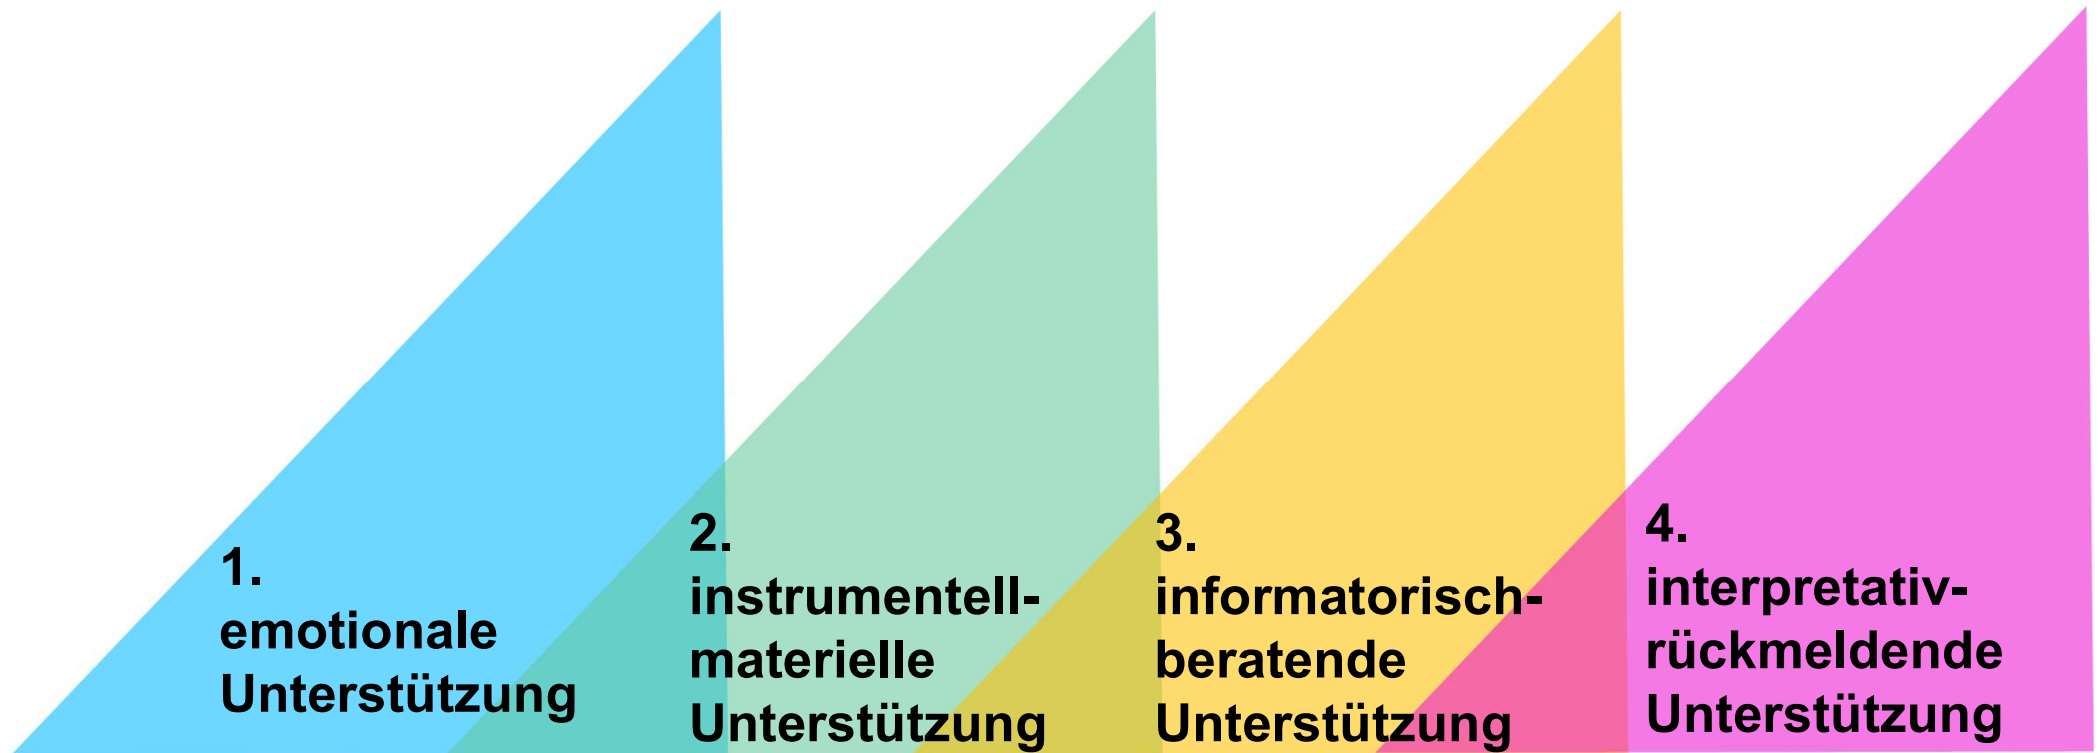 1.
emotionale
Unterstützung
2.
instrumentell-
materielle
Unterstützung
3.
informatorisch-
beratende
Unterstützung
4.
interpretativ-
rückmeldende
Unterstützung